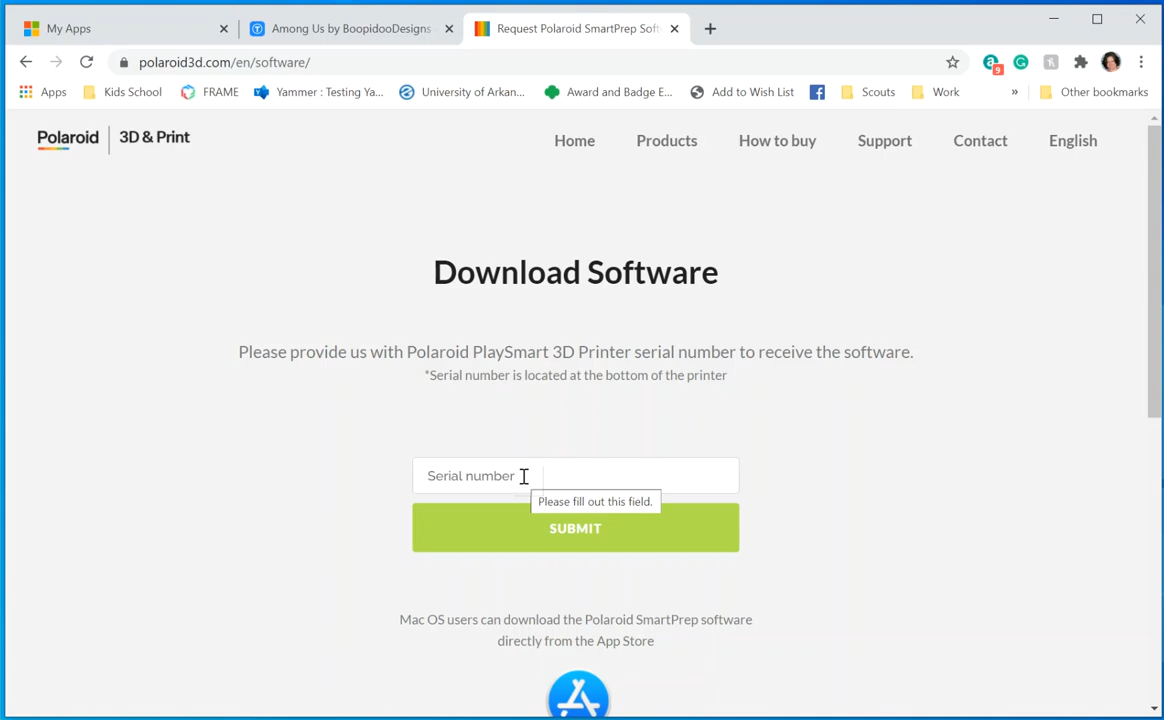 My Apps
Among Us by BoopidooDesigns
Request Polaroid SmartPrep Soft
polaroid3d.com/en/software/
9
Apps
Kids School
FRAME
Yammer : Testing Ya...
University of Arkan...
Award and Badge E...
Add to Wish List
Scouts
Work
»
Other bookmarks
Polaroid | 3D & Print
Home
Products
How to buy
Support
Contact
English
Download Software
Please provide us with Polaroid PlaySmart 3D Printer serial number to receive the software.
*Serial number is located at the bottom of the printer
Serial number
Please fill out this field.
SUBMIT
Mac OS users can download the Polaroid SmartPrep software
directly from the App Store